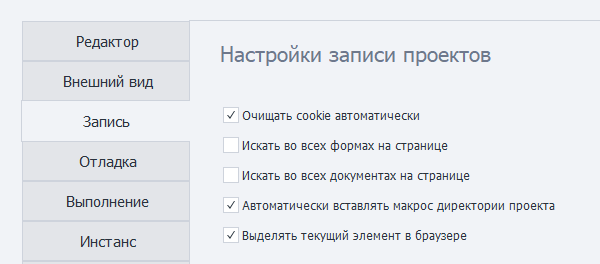 Редактор
Внешний вид
Запись
Отладка
Выполнение
Инстанс
Настройки записи проектов
Очищать cookie автоматически
Искать во всех формах на странице
Искать во всех документах на странице
Автоматически вставлять макрос директории проекта
Выделять текущий элемент в браузере